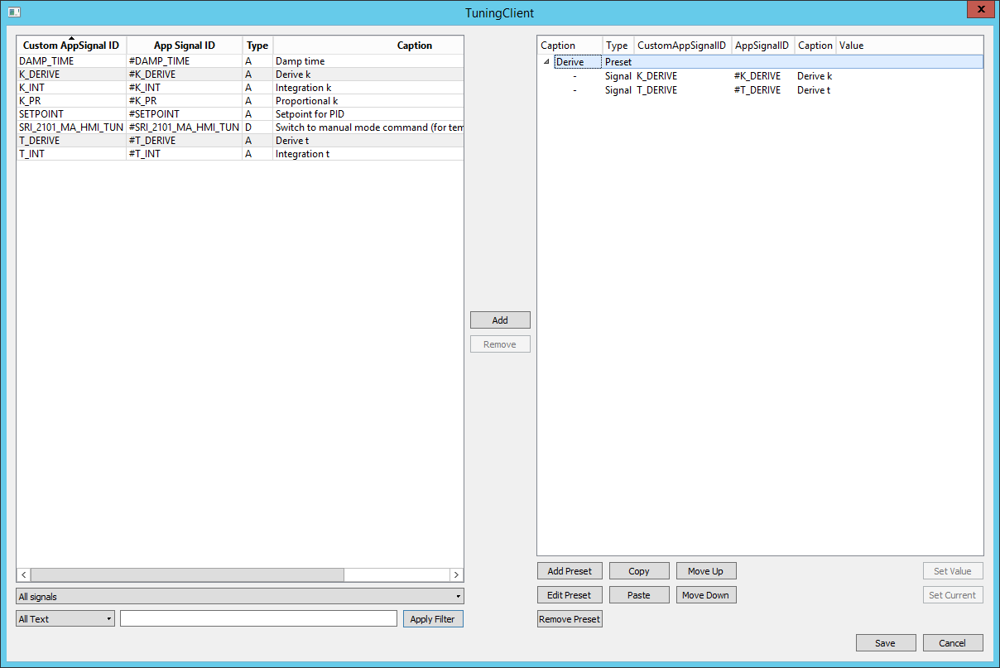 TuningClient
Custom AppSignal ID App Signal ID Type Caption
DAMP_TIME #DAMP_TIME A Damp time
K_DERIVE #K_DERIVE A Derive k
K_INT #K_INT A Integration k
K_PR #K_PR A Proportional k
SETPOINT #SETPOINT A Setpoint for PID
SRI_2101_MA_HMI_TUN #SRI_2101_MA_HMI_TUN D Switch to manual mode command (for tem
T_DERIVE #T_DERIVE A Derive t
T_INT #T_INT A Integration t
All signals
All Text Apply Filter
Add
Remove
Caption Type CustomAppSignalID AppSignalID Caption Value
Derive Preset
- Signal K_DERIVE #K_DERIVE Derive k
- Signal T_DERIVE #T_DERIVE Derive t
Add Preset Copy Move Up Set Value
Edit Preset Paste Move Down Set Current
Remove Preset
Save Cancel